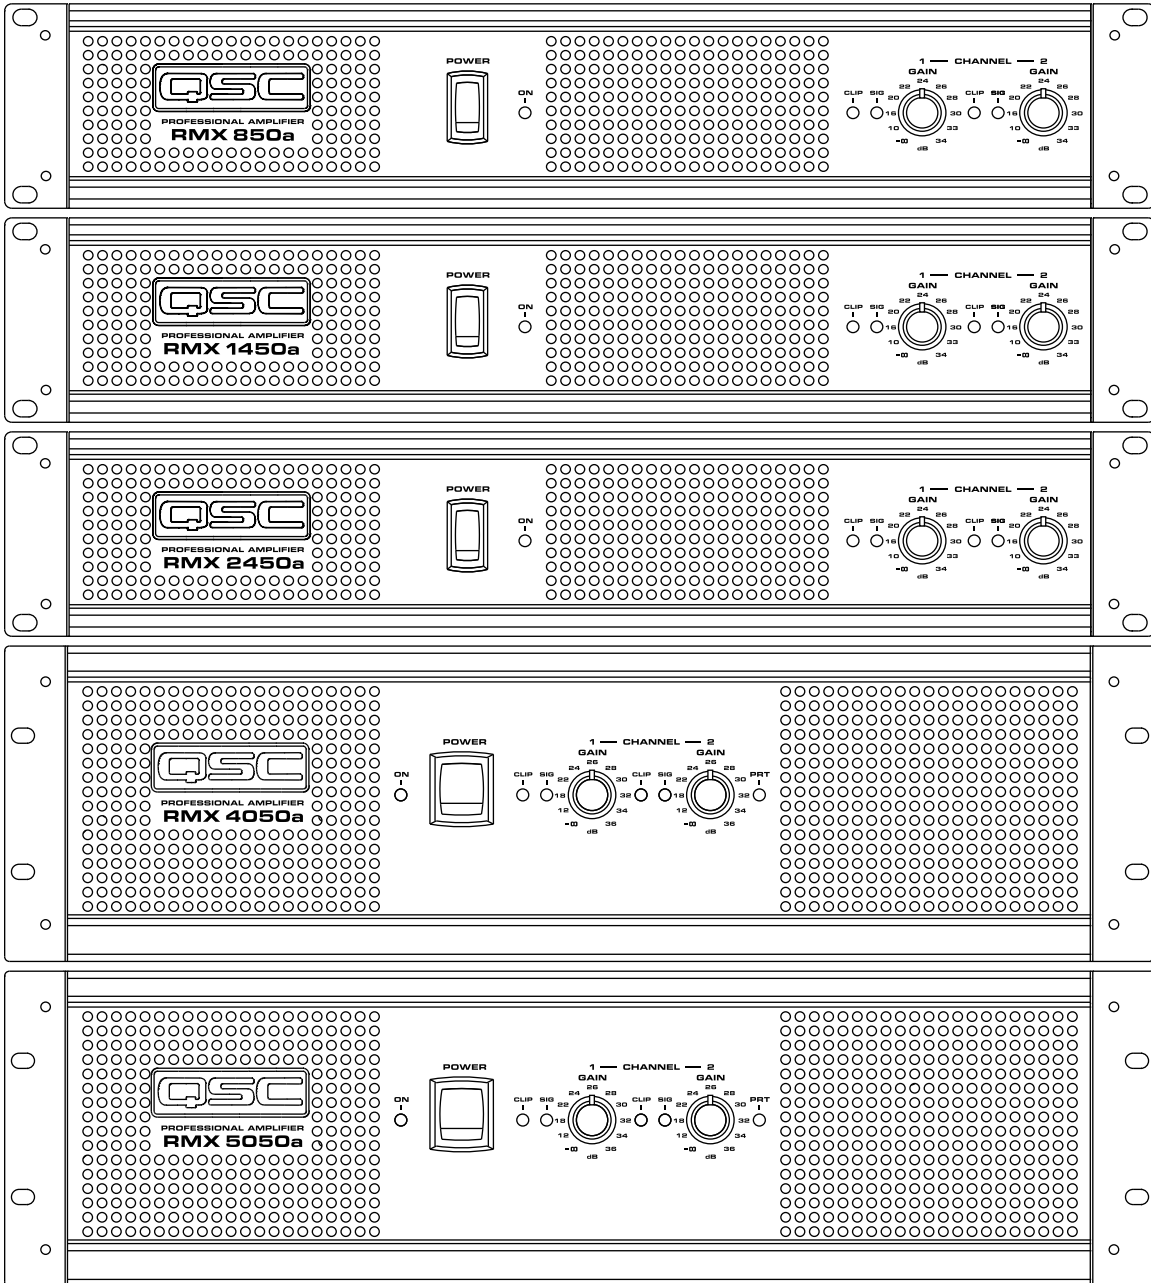 QSC
PROFESSIONAL AMPLIFIER
RMX 850a
POWER
ON
1 — CHANNEL — 2
GAIN GAIN
CLIP SIG -∞ 10 16 20 22 24 26 28 30 33 34 dB
CLIP SIG -∞ 10 16 20 22 24 26 28 30 33 34 dB
QSC
PROFESSIONAL AMPLIFIER
RMX 1450a
POWER
ON
1 — CHANNEL — 2
GAIN GAIN
CLIP SIG -∞ 10 16 20 22 24 26 28 30 33 34 dB
CLIP SIG -∞ 10 16 20 22 24 26 28 30 33 34 dB
QSC
PROFESSIONAL AMPLIFIER
RMX 2450a
POWER
ON
1 — CHANNEL — 2
GAIN GAIN
CLIP SIG -∞ 10 16 20 22 24 26 28 30 33 34 dB
CLIP SIG -∞ 10 16 20 22 24 26 28 30 33 34 dB
QSC
PROFESSIONAL AMPLIFIER
RMX 4050a
ON
POWER
1 — CHANNEL — 2
GAIN GAIN
CLIP SIG -∞ 12 18 22 24 26 28 30 32 34 36 dB
CLIP SIG -∞ 12 18 22 24 26 28 30 32 34 36 dB
PRT
QSC
PROFESSIONAL AMPLIFIER
RMX 5050a
ON
POWER
1 — CHANNEL — 2
GAIN GAIN
CLIP SIG -∞ 12 18 22 24 26 28 30 32 34 36 dB
CLIP SIG -∞ 12 18 22 24 26 28 30 32 34 36 dB
PRT